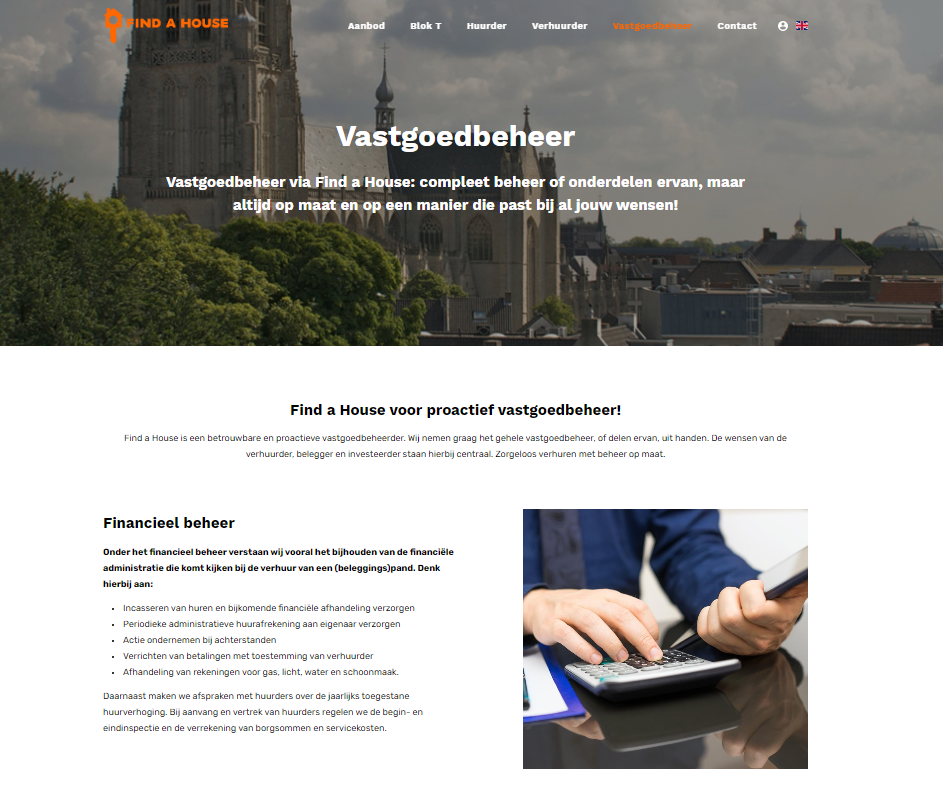 FIND A HOUSE
Aanbod Blok T Huurder Verhuurder Vastgoedbeheer Contact
Vastgoedbeheer
Vastgoedbeheer via Find a House: compleet beheer of onderdelen ervan, maar
altijd op maat en op een manier die past bij al jouw wensen!
Find a House voor proactief vastgoedbeheer!
Find a House is een betrouwbare en proactieve vastgoedbeheerder. Wij nemen graag het gehele vastgoedbeheer, of delen ervan, uit handen. De wensen van de
verhuurder, belegger en investeerder staan hierbij centraal. Zorgeloos verhuren met beheer op maat.
Financieel beheer
Onder het financieel beheer verstaan wij vooral het bijhouden van de financiële
administratie die komt kijken bij de verhuur van een (beleggings)pand. Denk
hierbij aan:
• Incasseren van huren en bijkomende financiële afhandeling verzorgen
• Periodieke administratieve huurafrekening aan eigenaar verzorgen
• Actie ondernemen bij achterstanden
• Verrichten van betalingen met toestemming van verhuurder
• Afhandeling van rekeningen voor gas, licht, water en schoonmaak.
Daarnaast maken we afspraken met huurders over de jaarlijks toegestane
huurverhoging. Bij aanvang en vertrek van huurders regelen we de begin- en
eindinspectie en de verrekening van borgsommen en servicekosten.